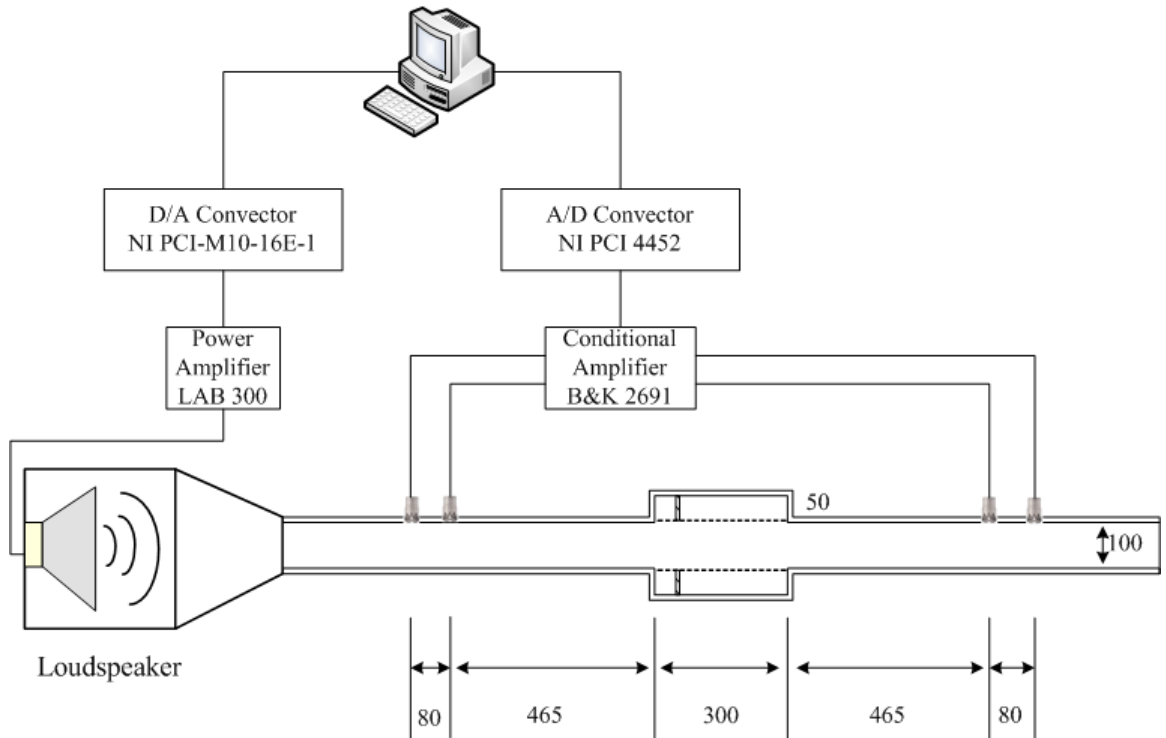 D/A Convector
NI PCI-M10-16E-1
A/D Convector
NI PCI 4452
Power
Amplifier
LAB 300
Conditional
Amplifier
B&K 2691
50
100
Loudspeaker
80
465
300
465
80